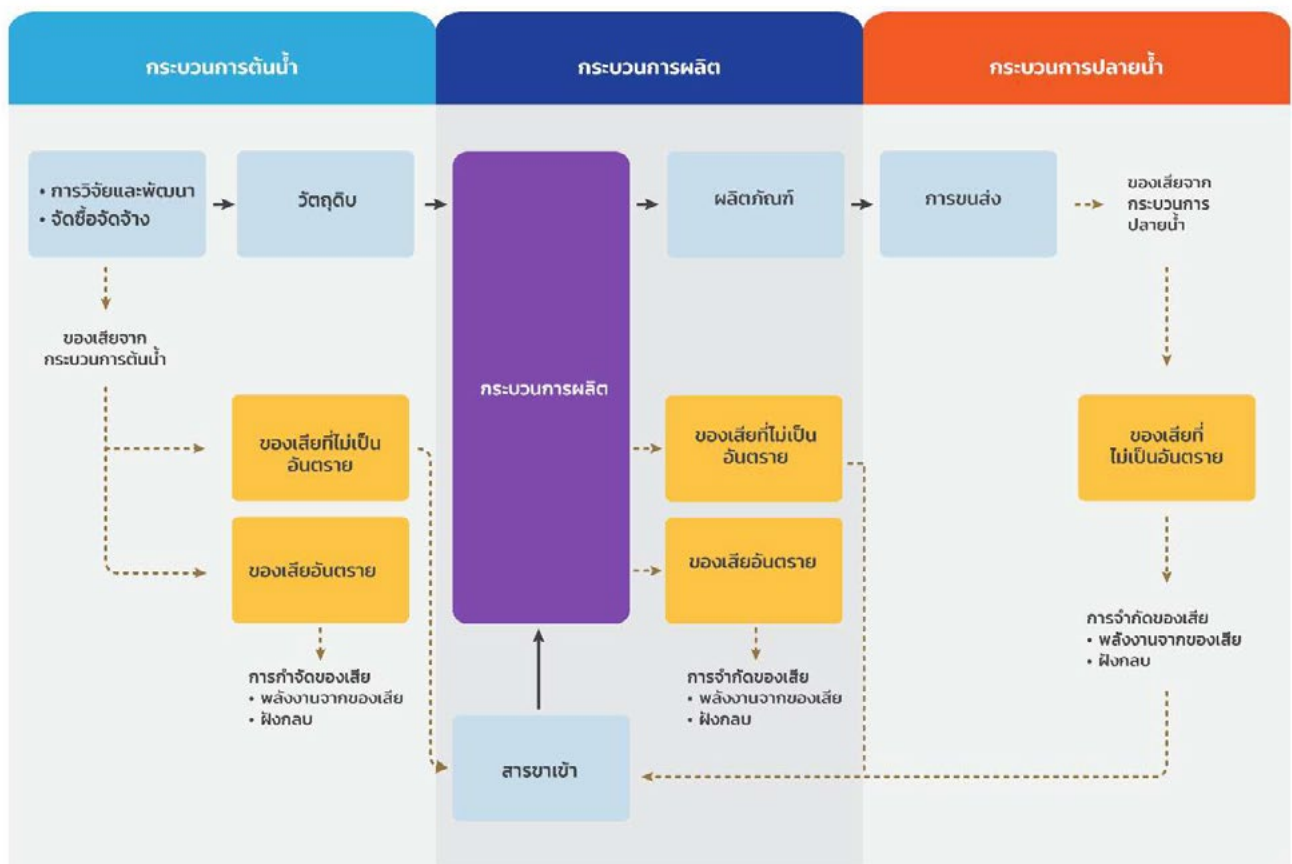 กระบวนการต้นน้ำ
กระบวนการผลิต
กระบวนการปลายน้ำ
• การวิจัยและพัฒนา
• จัดซื้อจัดจ้าง
วัตถุดิบ
ผลิตภัณฑ์
การขนส่ง
ของเสียจาก
กระบวนการ
ปลายน้ำ
ของเสียจาก
กระบวนการต้นน้ำ
กระบวนการผลิต
ของเสียที่ไม่เป็น
อันตราย
ของเสียที่ไม่เป็น
อันตราย
ของเสียที่
ไม่เป็นอันตราย
ของเสียอันตราย
ของเสียอันตราย
การกำจัดของเสีย
• พลังงานจากของเสีย
• ฝังกลบ
การจำกัดของเสีย
• พลังงานจากของเสีย
• ฝังกลบ
การจำกัดของเสีย
• พลังงานจากของเสีย
• ฝังกลบ
สารขาเข้า